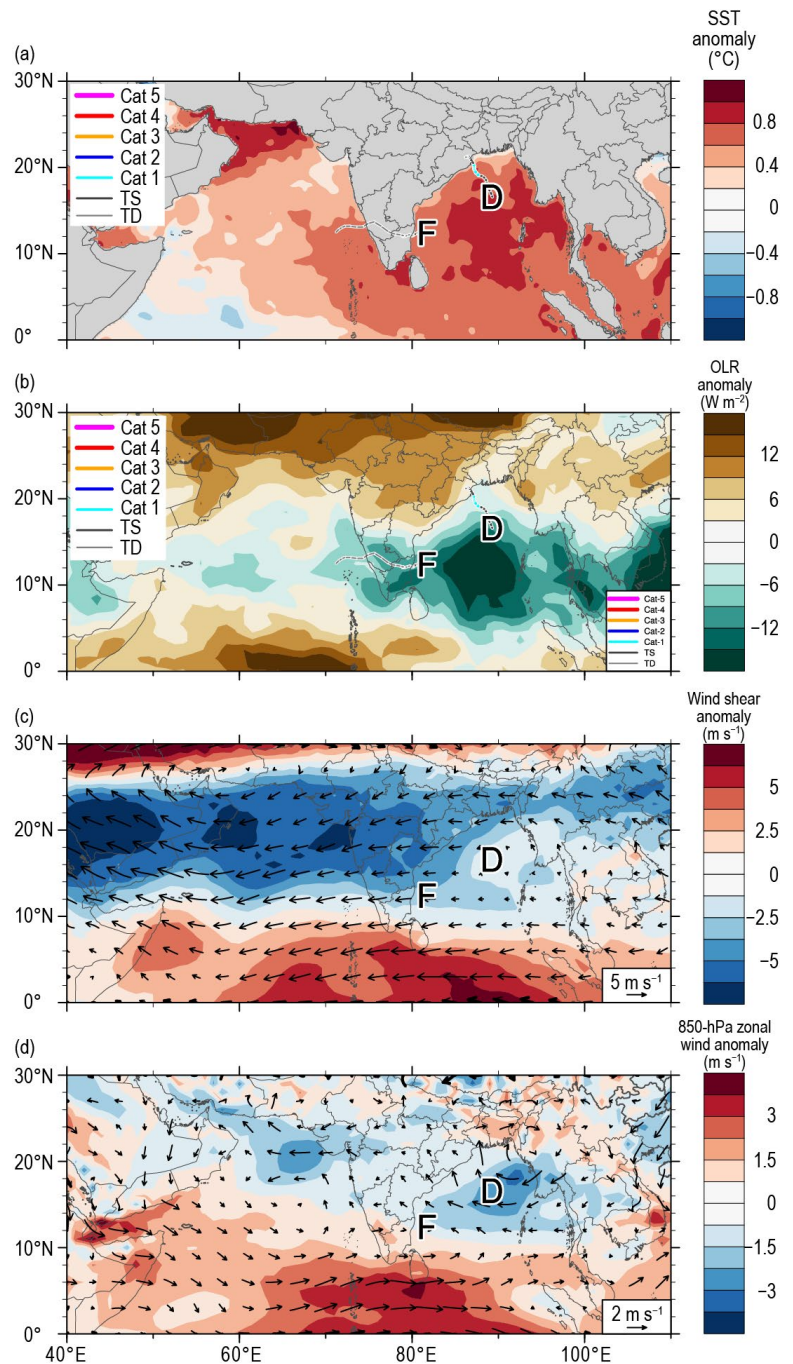 (a)
SST
anomaly
(°C)
30°N
20°N
10°N
0°
Cat 5
Cat 4
Cat 3
Cat 2
Cat 1
TS
TD
F
D
0.8
0.4
0
−0.4
−0.8
(b)
OLR
anomaly
(W m⁻²)
30°N
20°N
10°N
0°
Cat 5
Cat 4
Cat 3
Cat 2
Cat 1
TS
TD
D
F
Cat-5
Cat-4
Cat-3
Cat-2
Cat-1
TS
TD
12
6
0
−6
−12
(c)
Wind shear
anomaly
(m s⁻¹)
30°N
20°N
10°N
0°
D
F
5 m s⁻¹
5
2.5
0
−2.5
−5
(d)
850-hPa zonal
wind anomaly
(m s⁻¹)
30°N
20°N
10°N
0°
D
F
2 m s⁻¹
3
1.5
0
−1.5
−3
40°E 60°E 80°E 100°E